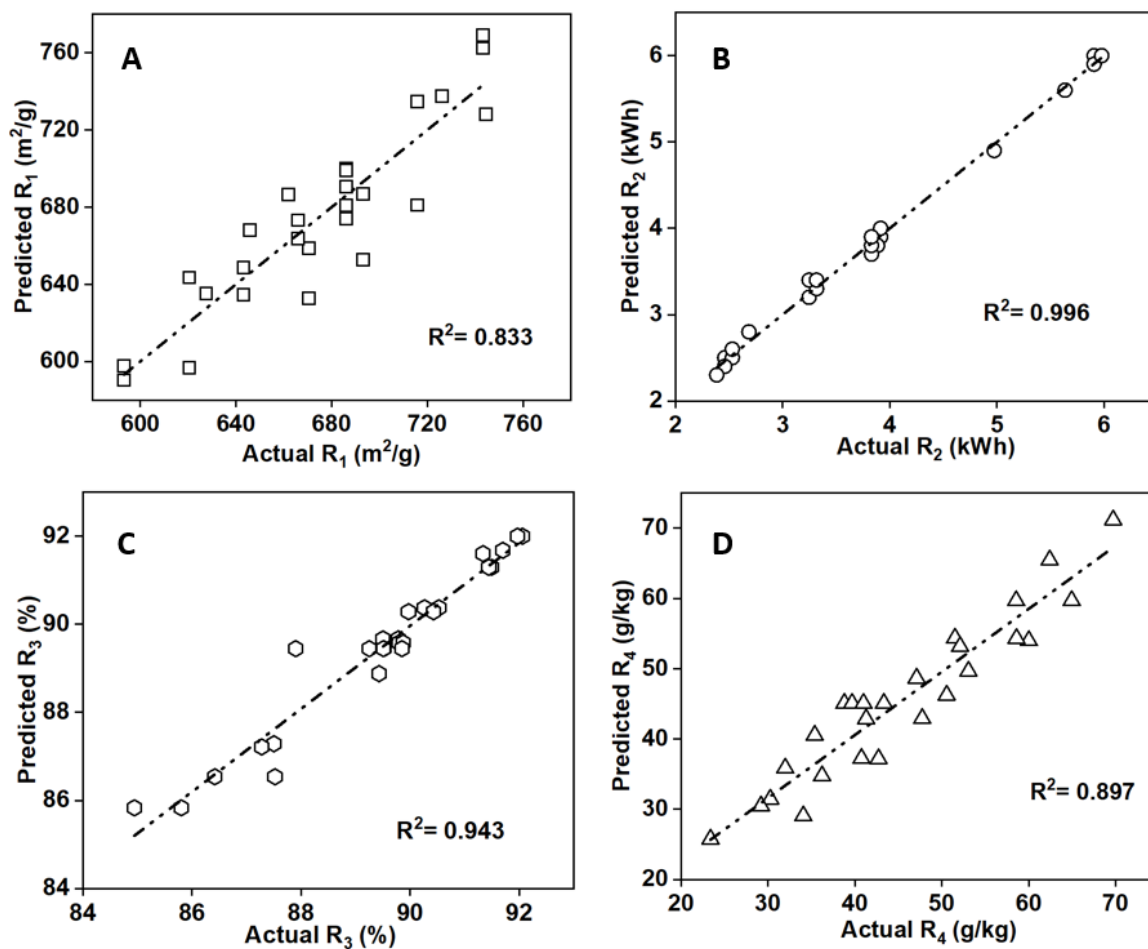 A
Predicted R₁ (m²/g)
760
720
680
640
600
R²= 0.833
600 640 680 720 760
Actual R₁ (m²/g)
B
Predicted R₂ (kWh)
6
5
4
3
2
R²= 0.996
2 3 4 5 6
Actual R₂ (kWh)
C
Predicted R₃ (%)
92
90
88
86
84
R²= 0.943
84 86 88 90 92
Actual R₃ (%)
D
Predicted R₄ (g/kg)
70
60
50
40
30
20
R²= 0.897
20 30 40 50 60 70
Actual R₄ (g/kg)